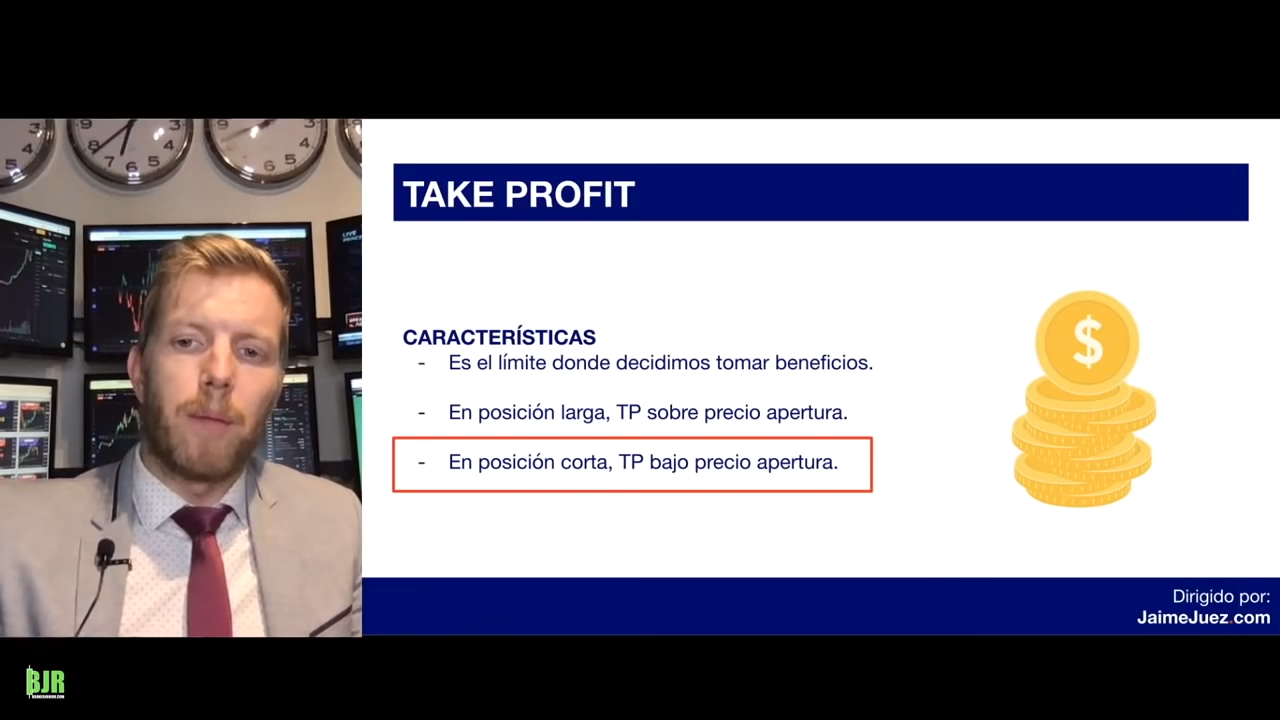 TAKE PROFIT
CARACTERÍSTICAS
- Es el límite donde decidimos tomar beneficios.
- En posición larga, TP sobre precio apertura.
- En posición corta, TP bajo precio apertura.
$
Dirigido por:
JaimeJuez.com
BJR